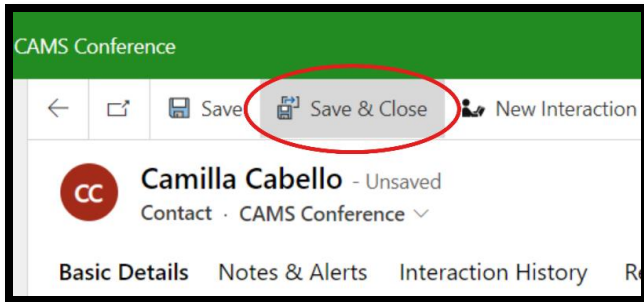 CAMS Conference
Save Save & Close New Interaction
CC Camilla Cabello - Unsaved
Contact · CAMS Conference
Basic Details Notes & Alerts Interaction History